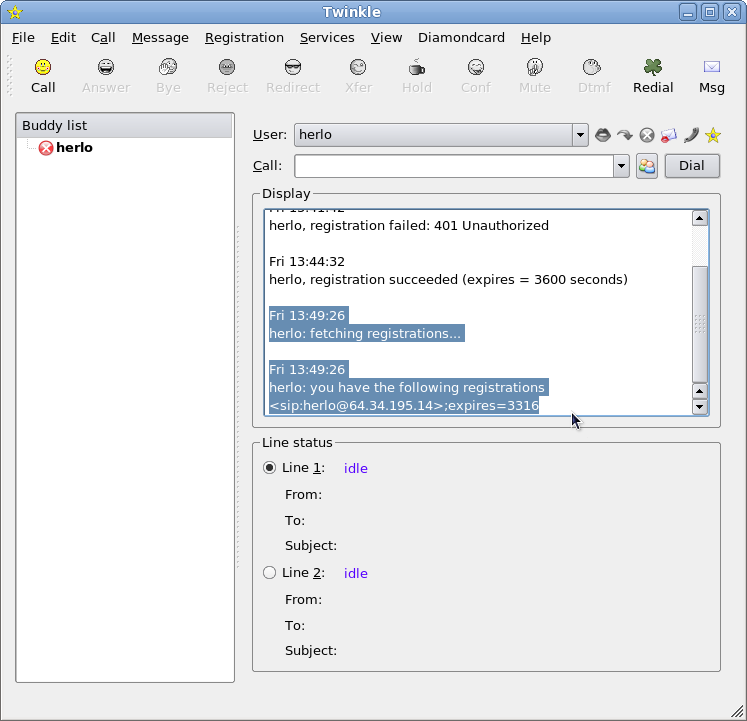 Twinkle
File Edit Call Message Registration Services View Diamondcard Help
Call Answer Bye Reject Redirect Xfer Hold Conf Mute Dtmf Redial Msg
Buddy list
herlo
User: herlo
Call: Dial
Display
Fri 13:41:42
herlo, registration failed: 401 Unauthorized
Fri 13:44:32
herlo, registration succeeded (expires = 3600 seconds)
Fri 13:49:26
herlo: fetching registrations...
Fri 13:49:26
herlo: you have the following registrations
<sip:herlo@64.34.195.14>;expires=3316
Line status
Line 1: idle
From:
To:
Subject:
Line 2: idle
From:
To:
Subject: